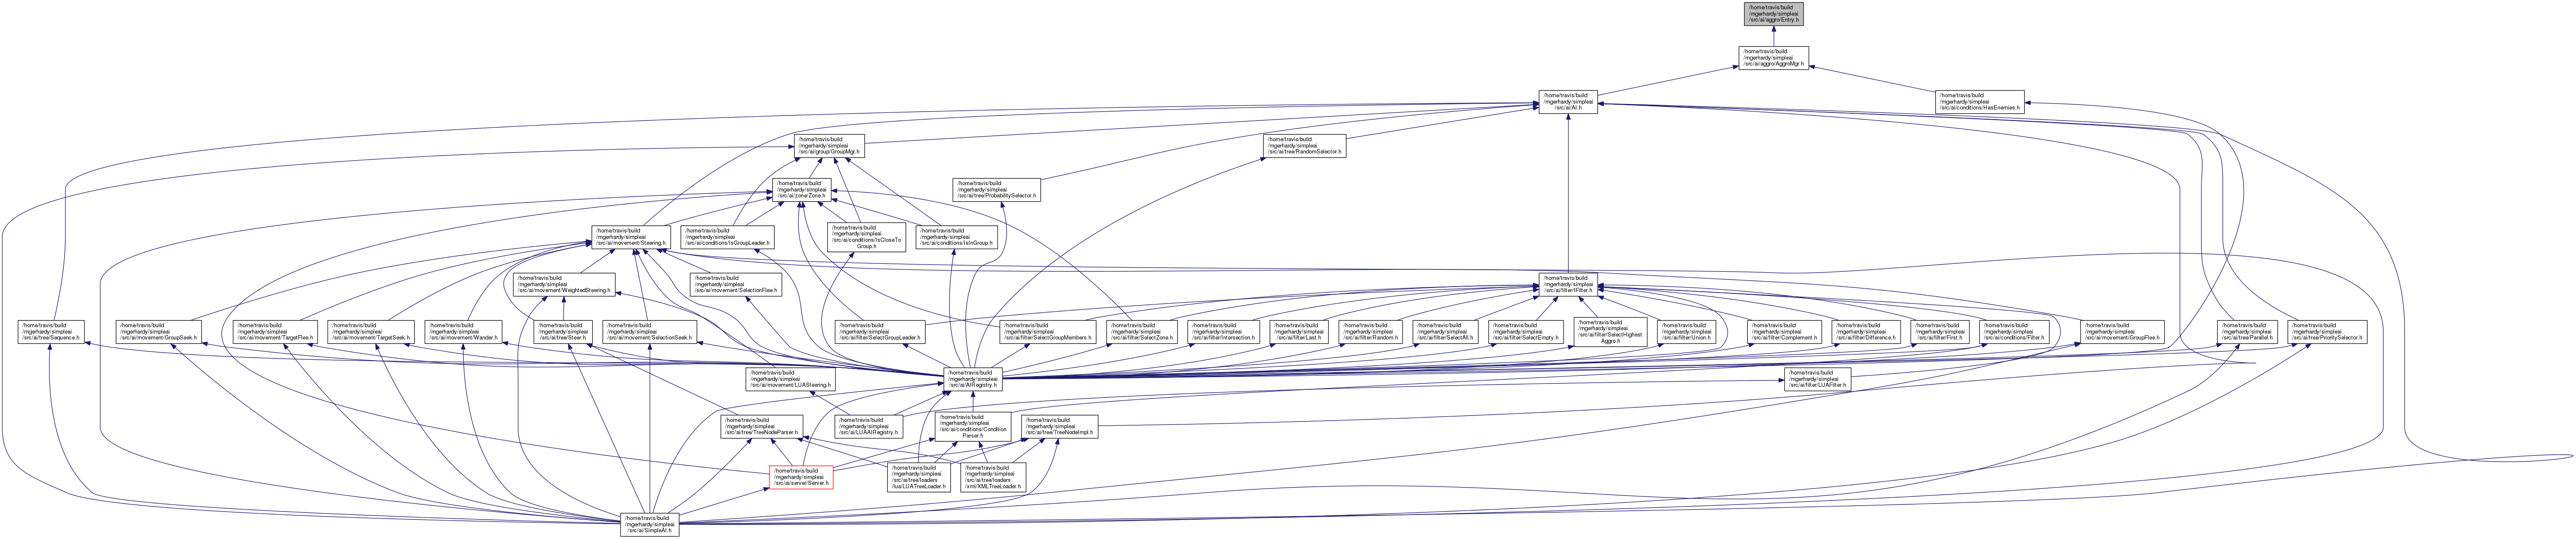 /home/travis/build
/mgerhardy/simpleai
/src/ai/aggro/Entry.h
/home/travis/build
/mgerhardy/simpleai
/src/ai/aggro/AggroMgr.h
/home/travis/build
/mgerhardy/simpleai
/src/ai/AI.h
/home/travis/build
/mgerhardy/simpleai
/src/ai/conditions/HasEnemies.h
/home/travis/build
/mgerhardy/simpleai
/src/ai/group/GroupMgr.h
/home/travis/build
/mgerhardy/simpleai
/src/ai/tree/RandomSelector.h
/home/travis/build
/mgerhardy/simpleai
/src/ai/zone/Zone.h
/home/travis/build
/mgerhardy/simpleai
/src/ai/tree/ProbabilitySelector.h
/home/travis/build
/mgerhardy/simpleai
/src/ai/movement/Steering.h
/home/travis/build
/mgerhardy/simpleai
/src/ai/conditions/IsGroupLeader.h
/home/travis/build
/mgerhardy/simpleai
/src/ai/conditions/IsCloseTo
Group.h
/home/travis/build
/mgerhardy/simpleai
/src/ai/conditions/IsInGroup.h
/home/travis/build
/mgerhardy/simpleai
/src/ai/movement/WeightedSteering.h
/home/travis/build
/mgerhardy/simpleai
/src/ai/movement/SelectionFlee.h
/home/travis/build
/mgerhardy/simpleai
/src/ai/filter/IFilter.h
/home/travis/build
/mgerhardy/simpleai
/src/ai/tree/Sequence.h
/home/travis/build
/mgerhardy/simpleai
/src/ai/movement/GroupSeek.h
/home/travis/build
/mgerhardy/simpleai
/src/ai/movement/TargetFlee.h
/home/travis/build
/mgerhardy/simpleai
/src/ai/movement/TargetSeek.h
/home/travis/build
/mgerhardy/simpleai
/src/ai/movement/Wander.h
/home/travis/build
/mgerhardy/simpleai
/src/ai/tree/Steer.h
/home/travis/build
/mgerhardy/simpleai
/src/ai/movement/SelectionSeek.h
/home/travis/build
/mgerhardy/simpleai
/src/ai/filter/SelectGroupLeader.h
/home/travis/build
/mgerhardy/simpleai
/src/ai/filter/SelectGroupMembers.h
/home/travis/build
/mgerhardy/simpleai
/src/ai/filter/SelectZone.h
/home/travis/build
/mgerhardy/simpleai
/src/ai/filter/Intersection.h
/home/travis/build
/mgerhardy/simpleai
/src/ai/filter/Last.h
/home/travis/build
/mgerhardy/simpleai
/src/ai/filter/Random.h
/home/travis/build
/mgerhardy/simpleai
/src/ai/filter/SelectAll.h
/home/travis/build
/mgerhardy/simpleai
/src/ai/filter/SelectEmpty.h
/home/travis/build
/mgerhardy/simpleai
/src/ai/filter/SelectHighest
Aggro.h
/home/travis/build
/mgerhardy/simpleai
/src/ai/filter/Union.h
/home/travis/build
/mgerhardy/simpleai
/src/ai/filter/Complement.h
/home/travis/build
/mgerhardy/simpleai
/src/ai/filter/Difference.h
/home/travis/build
/mgerhardy/simpleai
/src/ai/filter/First.h
/home/travis/build
/mgerhardy/simpleai
/src/ai/conditions/Filter.h
/home/travis/build
/mgerhardy/simpleai
/src/ai/movement/GroupFlee.h
/home/travis/build
/mgerhardy/simpleai
/src/ai/tree/Parallel.h
/home/travis/build
/mgerhardy/simpleai
/src/ai/tree/PrioritySelector.h
/home/travis/build
/mgerhardy/simpleai
/src/ai/movement/LUASteering.h
/home/travis/build
/mgerhardy/simpleai
/src/ai/AIRegistry.h
/home/travis/build
/mgerhardy/simpleai
/src/ai/filter/LUAFilter.h
/home/travis/build
/mgerhardy/simpleai
/src/ai/tree/TreeNodeParser.h
/home/travis/build
/mgerhardy/simpleai
/src/ai/LUAAIRegistry.h
/home/travis/build
/mgerhardy/simpleai
/src/ai/conditions/Condition
Parser.h
/home/travis/build
/mgerhardy/simpleai
/src/ai/tree/TreeNodeImpl.h
/home/travis/build
/mgerhardy/simpleai
/src/ai/server/Server.h
/home/travis/build
/mgerhardy/simpleai
/src/ai/tree/loaders
/lua/LUATreeLoader.h
/home/travis/build
/mgerhardy/simpleai
/src/ai/tree/loaders
/xml/XMLTreeLoader.h
/home/travis/build
/mgerhardy/simpleai
/src/ai/SimpleAI.h